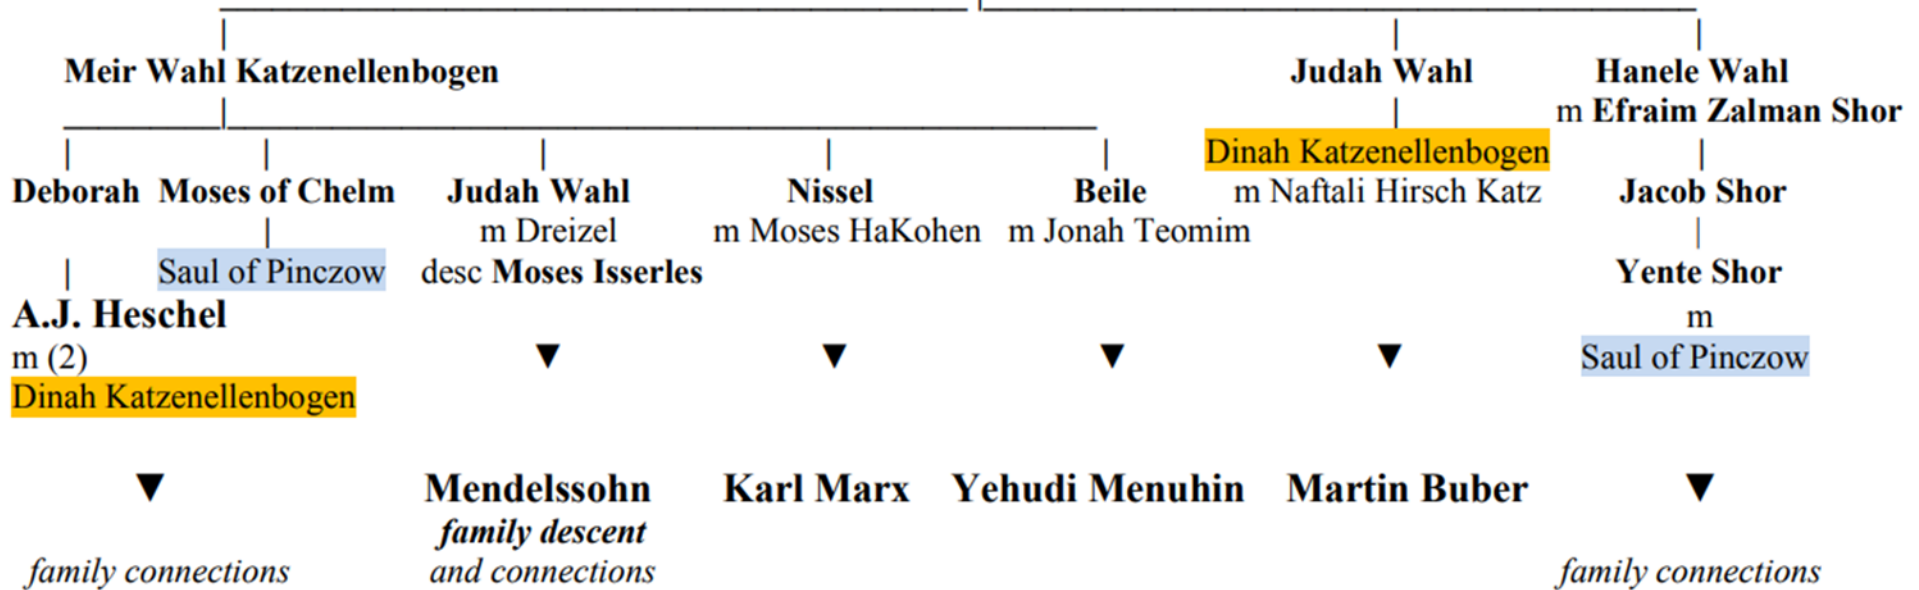 Meir Wahl Katzenellenbogen
Judah Wahl
Hanele Wahl
m Efraim Zalman Shor
Dinah Katzenellenbogen
Deborah Moses of Chelm Judah Wahl Nissel Beile m Naftali Hirsch Katz Jacob Shor
m Dreizel m Moses HaKohen m Jonah Teomim
Saul of Pinczow desc Moses Isserles Yente Shor
A.J. Heschel m
m (2) ▼ ▼ ▼ ▼ Saul of Pinczow
Dinah Katzenellenbogen
▼ Mendelssohn Karl Marx Yehudi Menuhin Martin Buber ▼
family descent
family connections and connections family connections